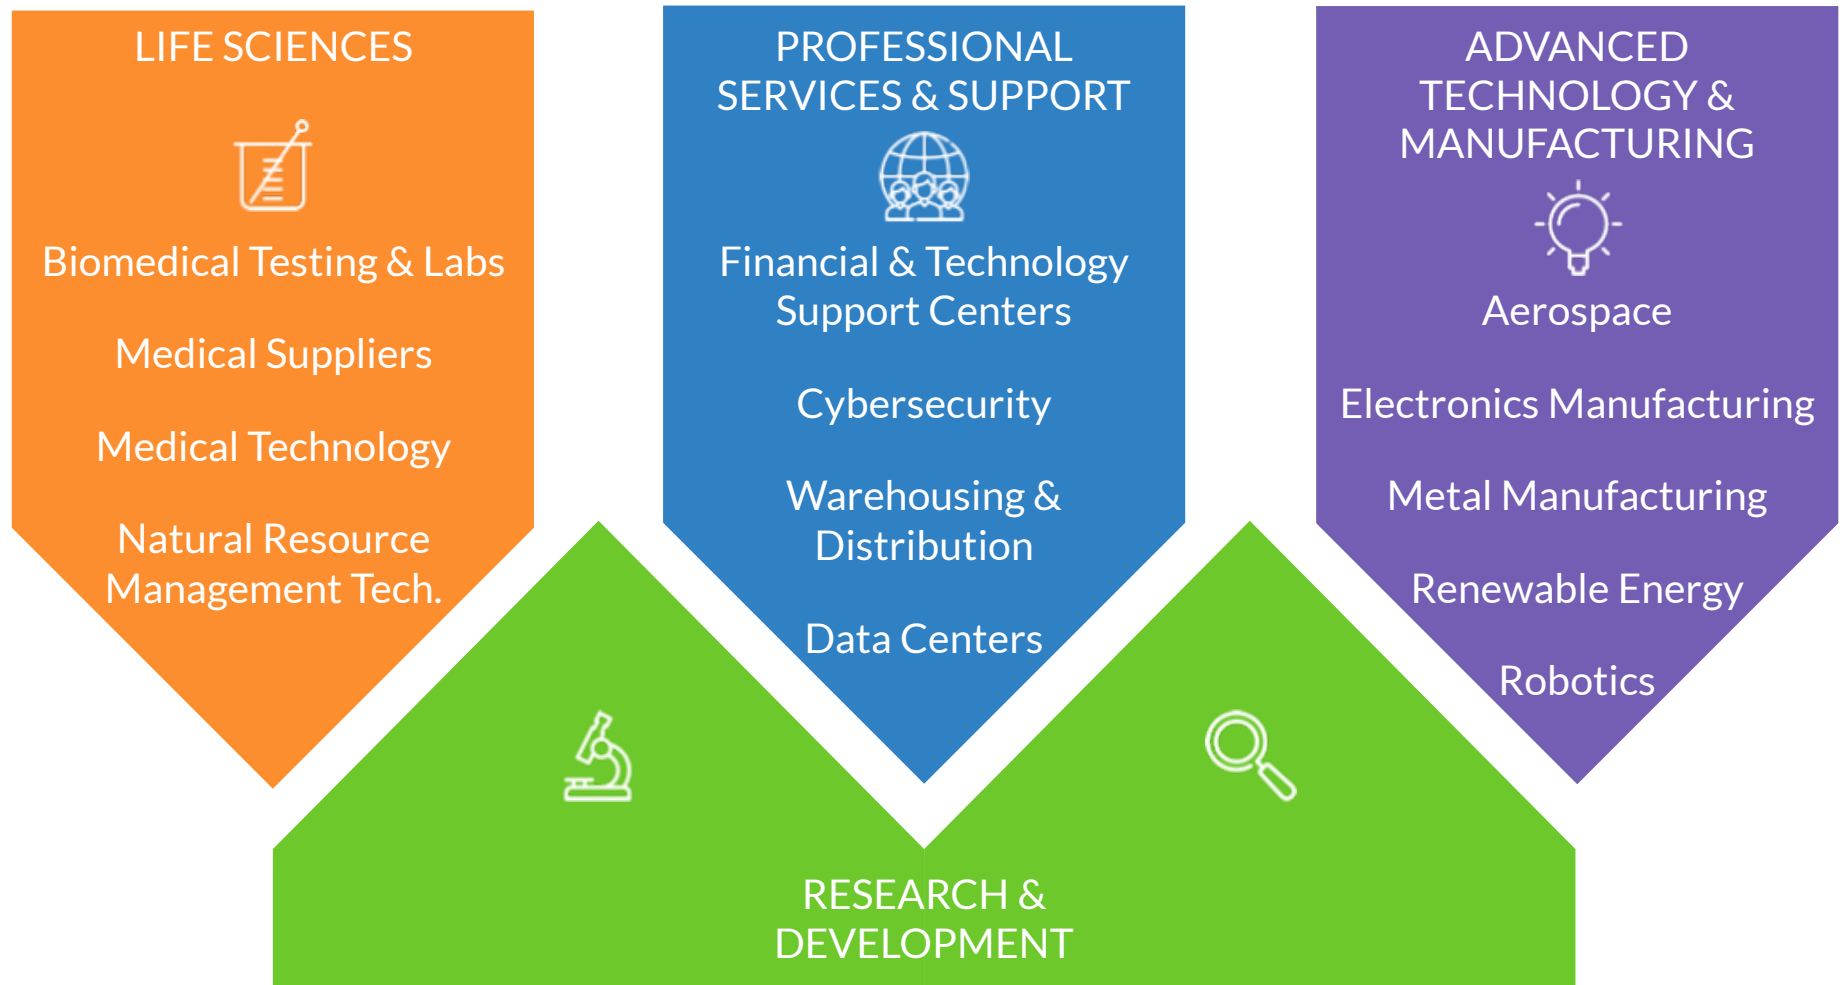 LIFE SCIENCES
Biomedical Testing & Labs
Medical Suppliers
Medical Technology
Natural Resource
Management Tech.
PROFESSIONAL
SERVICES & SUPPORT
Financial & Technology
Support Centers
Cybersecurity
Warehousing &
Distribution
Data Centers
ADVANCED
TECHNOLOGY &
MANUFACTURING
Aerospace
Electronics Manufacturing
Metal Manufacturing
Renewable Energy
Robotics
RESEARCH &
DEVELOPMENT